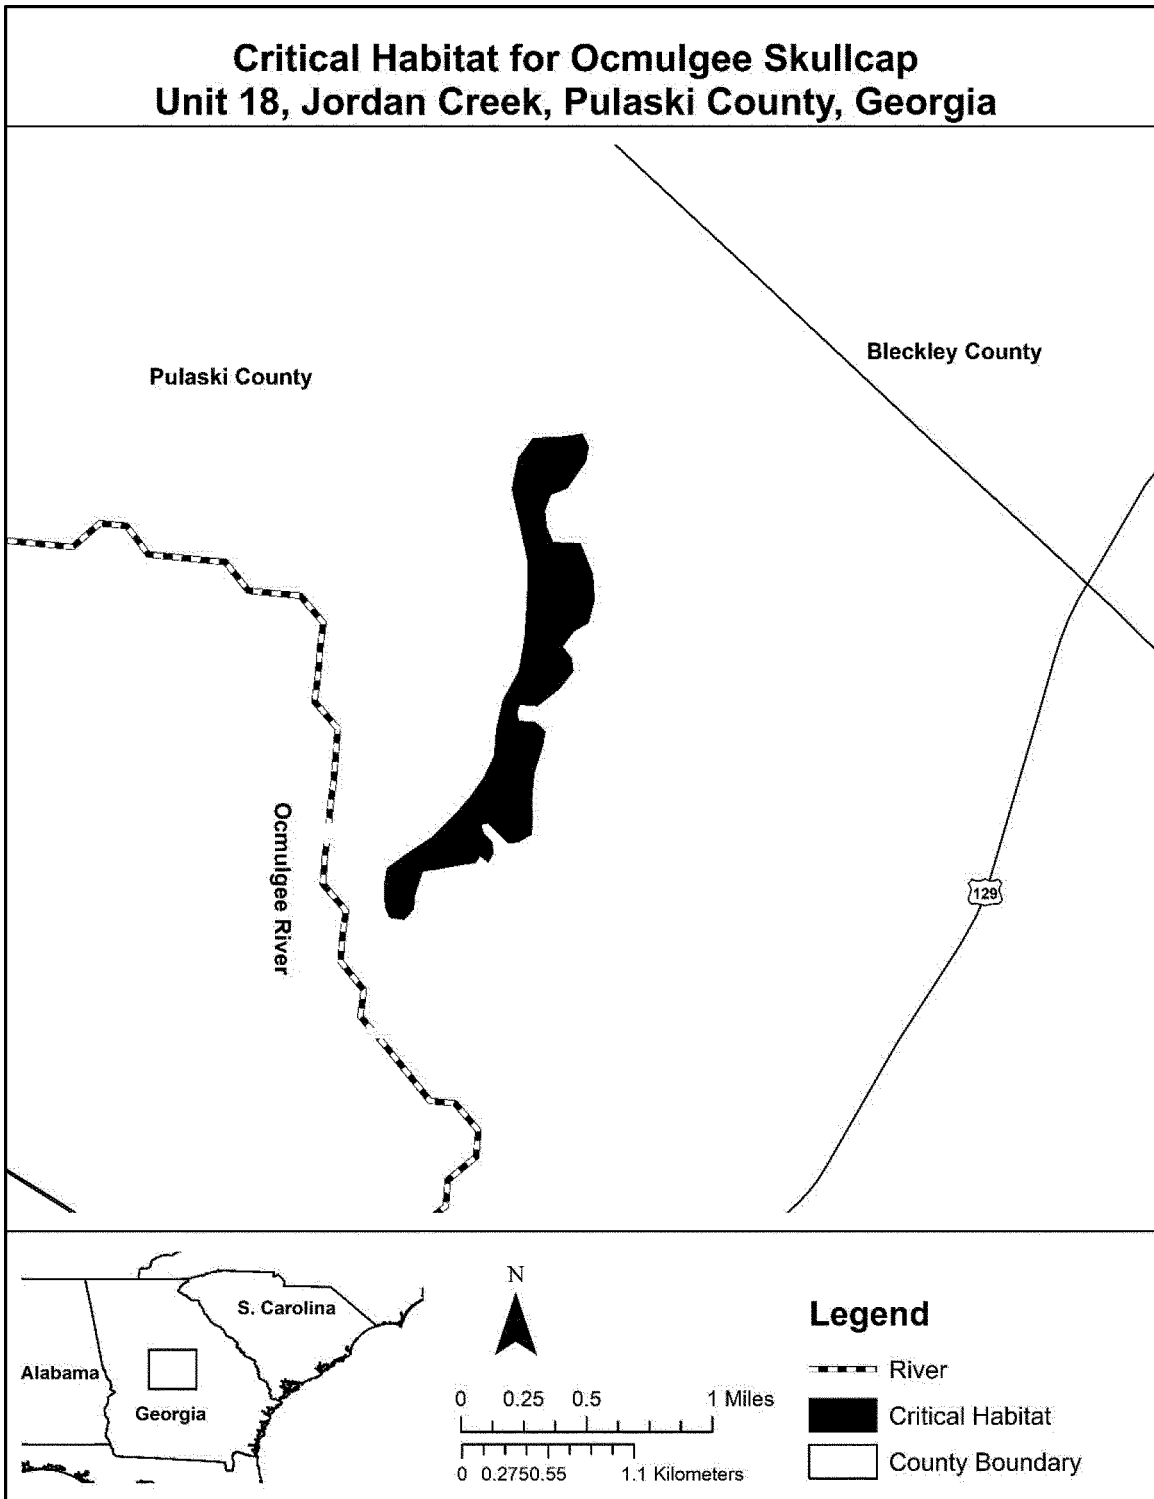 Critical Habitat for Ocmulgee Skullcap
Unit 18, Jordan Creek, Pulaski County, Georgia
Bleckley County
Pulaski County
Ocmulgee River
129
N
S. Carolina
Alabama
Georgia
0 0.25 0.5 1 Miles
0 0.2750.55 1.1 Kilometers
Legend
River
Critical Habitat
County Boundary